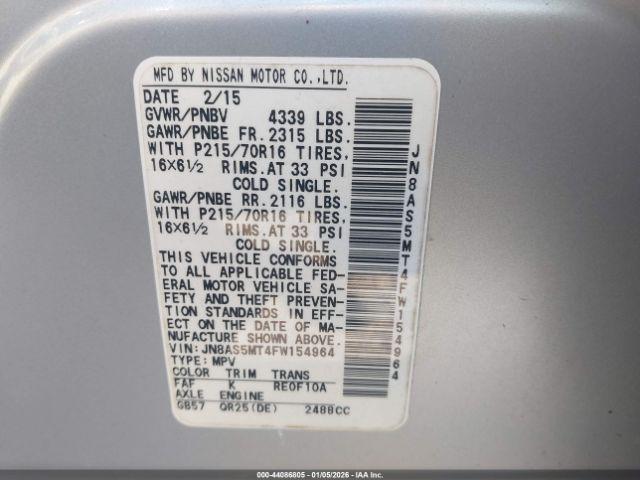 MFD BY NISSAN MOTOR CO.,LTD.
DATE 2/15
GVWR/PNBV 4339 LBS.
GAWR/PNBE FR. 2315 LBS.
WITH P215/70R16 TIRES,
16×6½ RIMS. AT 33 PSI
COLD SINGLE.
GAWR/PNBE RR. 2116 LBS.
WITH P215/70R16 TIRES,
16×6½ RIMS. AT 33 PSI
COLD SINGLE.
THIS VEHICLE CONFORMS
TO ALL APPLICABLE FED-
ERAL MOTOR VEHICLE SA-
FETY AND THEFT PREVEN-
TION STANDARDS IN EFF-
ECT ON THE DATE OF MA-
NUFACTURE SHOWN ABOVE.
VIN: JN8AS5MT4FW154964
TYPE: MPV
COLOR TRIM TRANS
FAF K RE0F10A
AXLE ENGINE
GB57 QR25(DE) 2488CC
JN8AS5MT4FW154964
000-44086805 - 01/05/2026 - IAA Inc.